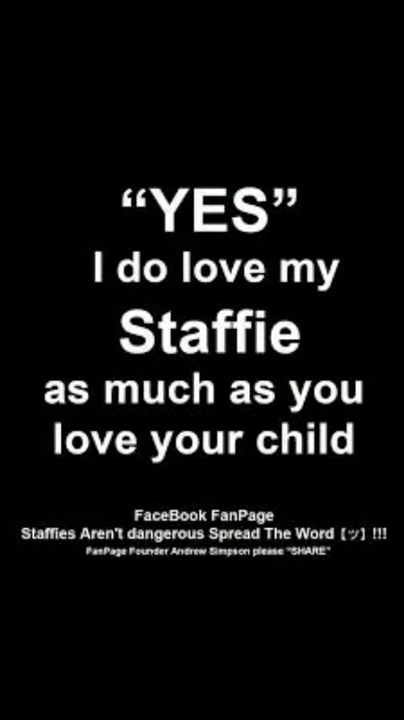 “YES”
I do love my
Staffie
as much as you
love your child
FaceBook FanPage
Staffies Aren't dangerous Spread The Word 【ツ】 !!!
FanPage Founder Andrew Simpson please "SHARE"